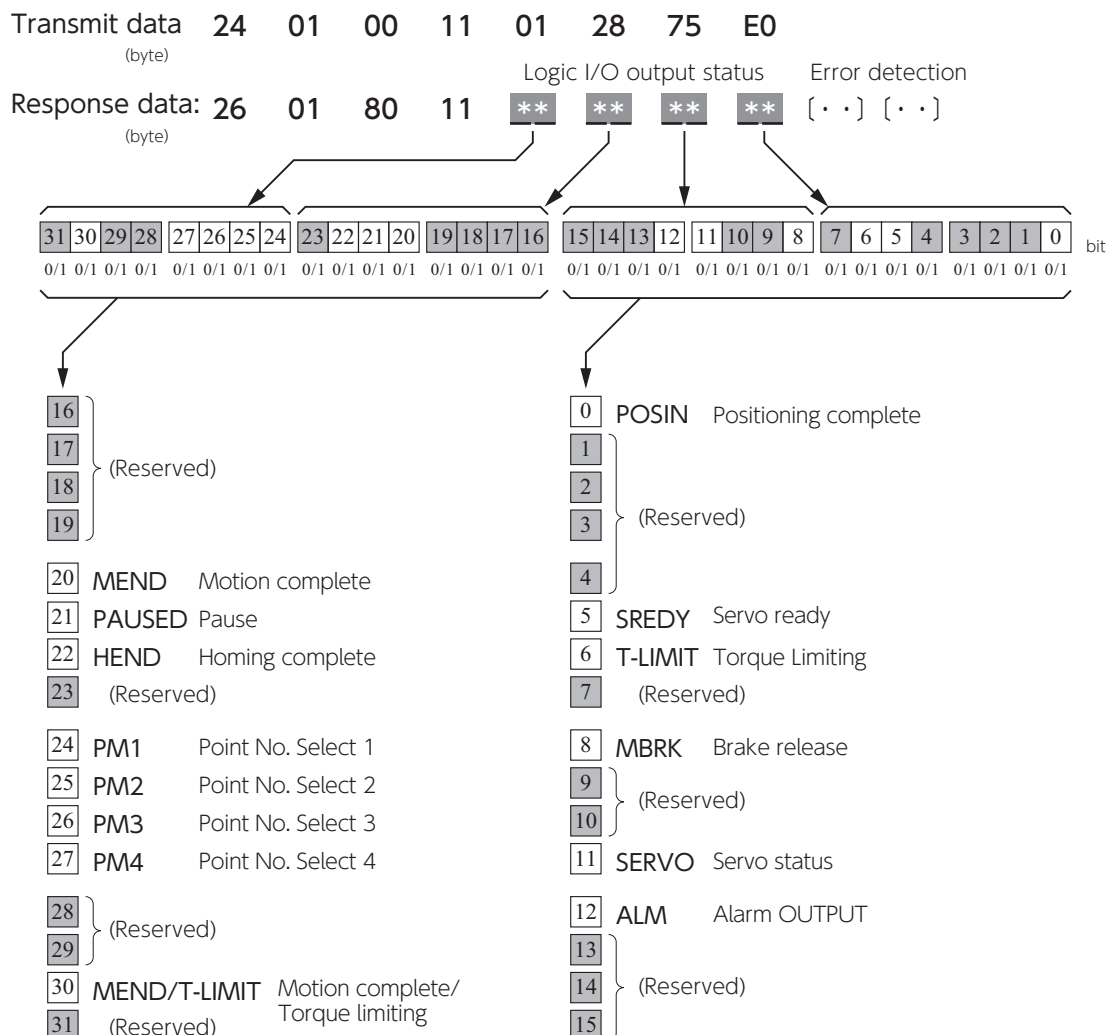 Transmit data 24 01 00 11 01 28 75 E0
(byte)
Logic I/O output status Error detection
Response data: 26 01 80 11 ** ** ** ** [··] [··]
(byte)
31 30 29 28 27 26 25 24 23 22 21 20 19 18 17 16 15 14 13 12 11 10 9 8 7 6 5 4 3 2 1 0 bit
0/1 0/1 0/1 0/1 0/1 0/1 0/1 0/1 0/1 0/1 0/1 0/1 0/1 0/1 0/1 0/1 0/1 0/1 0/1 0/1 0/1 0/1 0/1 0/1 0/1 0/1 0/1 0/1 0/1 0/1 0/1 0/1
16
17
(Reserved)
18
19
20 MEND Motion complete
21 PAUSED Pause
22 HEND Homing complete
23 (Reserved)
24 PM1 Point No. Select 1
25 PM2 Point No. Select 2
26 PM3 Point No. Select 3
27 PM4 Point No. Select 4
28
(Reserved)
29
30 MEND/T-LIMIT Motion complete/
Torque limiting
31 (Reserved)
0 POSIN Positioning complete
1
2
3 (Reserved)
4
5 SREDY Servo ready
6 T-LIMIT Torque Limiting
7 (Reserved)
8 MBRK Brake release
9
(Reserved)
10
11 SERVO Servo status
12 ALM Alarm OUTPUT
13
14 (Reserved)
15